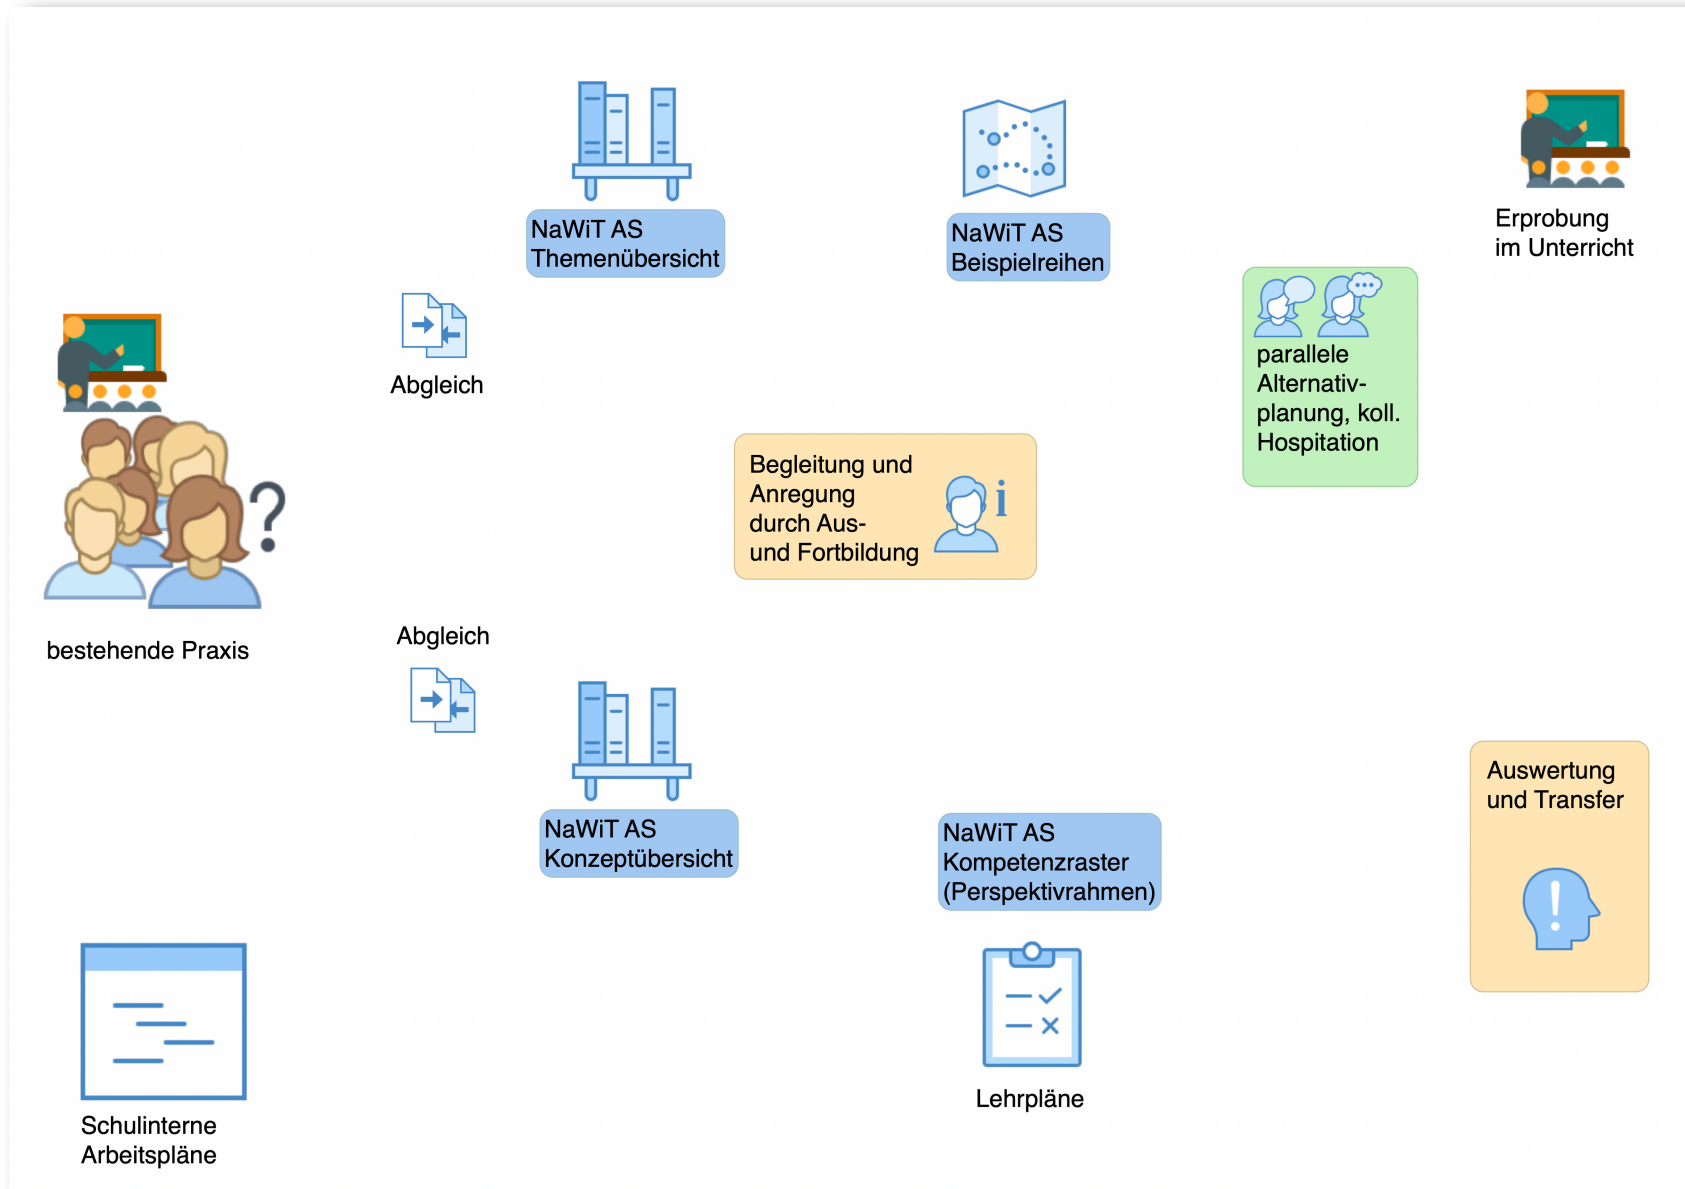 NaWiT AS
Themenübersicht
NaWiT AS
Beispielreihen
Erprobung
im Unterricht
Abgleich
parallele
Alternativ-
planung, koll.
Hospitation
Begleitung und
Anregung
durch Aus-
und Fortbildung
i
?
bestehende Praxis
Abgleich
NaWiT AS
Konzeptübersicht
NaWiT AS
Kompetenzraster
(Perspektivrahmen)
Auswertung
und Transfer
!
Lehrpläne
Schulinterne
Arbeitspläne